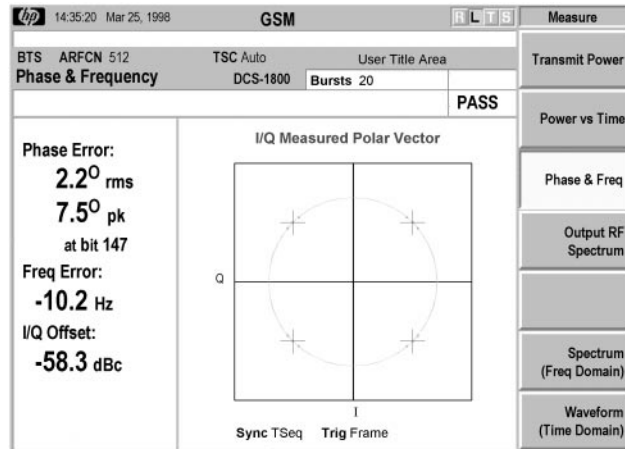 hp 14:35:20 Mar 25, 1998 GSM R L T S Measure
BTS ARFCN 512 TSC Auto User Title Area
Phase & Frequency DCS-1800 Bursts 20
PASS
Phase Error:
2.2° rms
7.5° pk
at bit 147
Freq Error:
-10.2 Hz
I/Q Offset:
-58.3 dBc
I/Q Measured Polar Vector
Q
I
Sync TSeq Trig Frame
Transmit Power
Power vs Time
Phase & Freq
Output RF
Spectrum
Spectrum
(Freq Domain)
Waveform
(Time Domain)